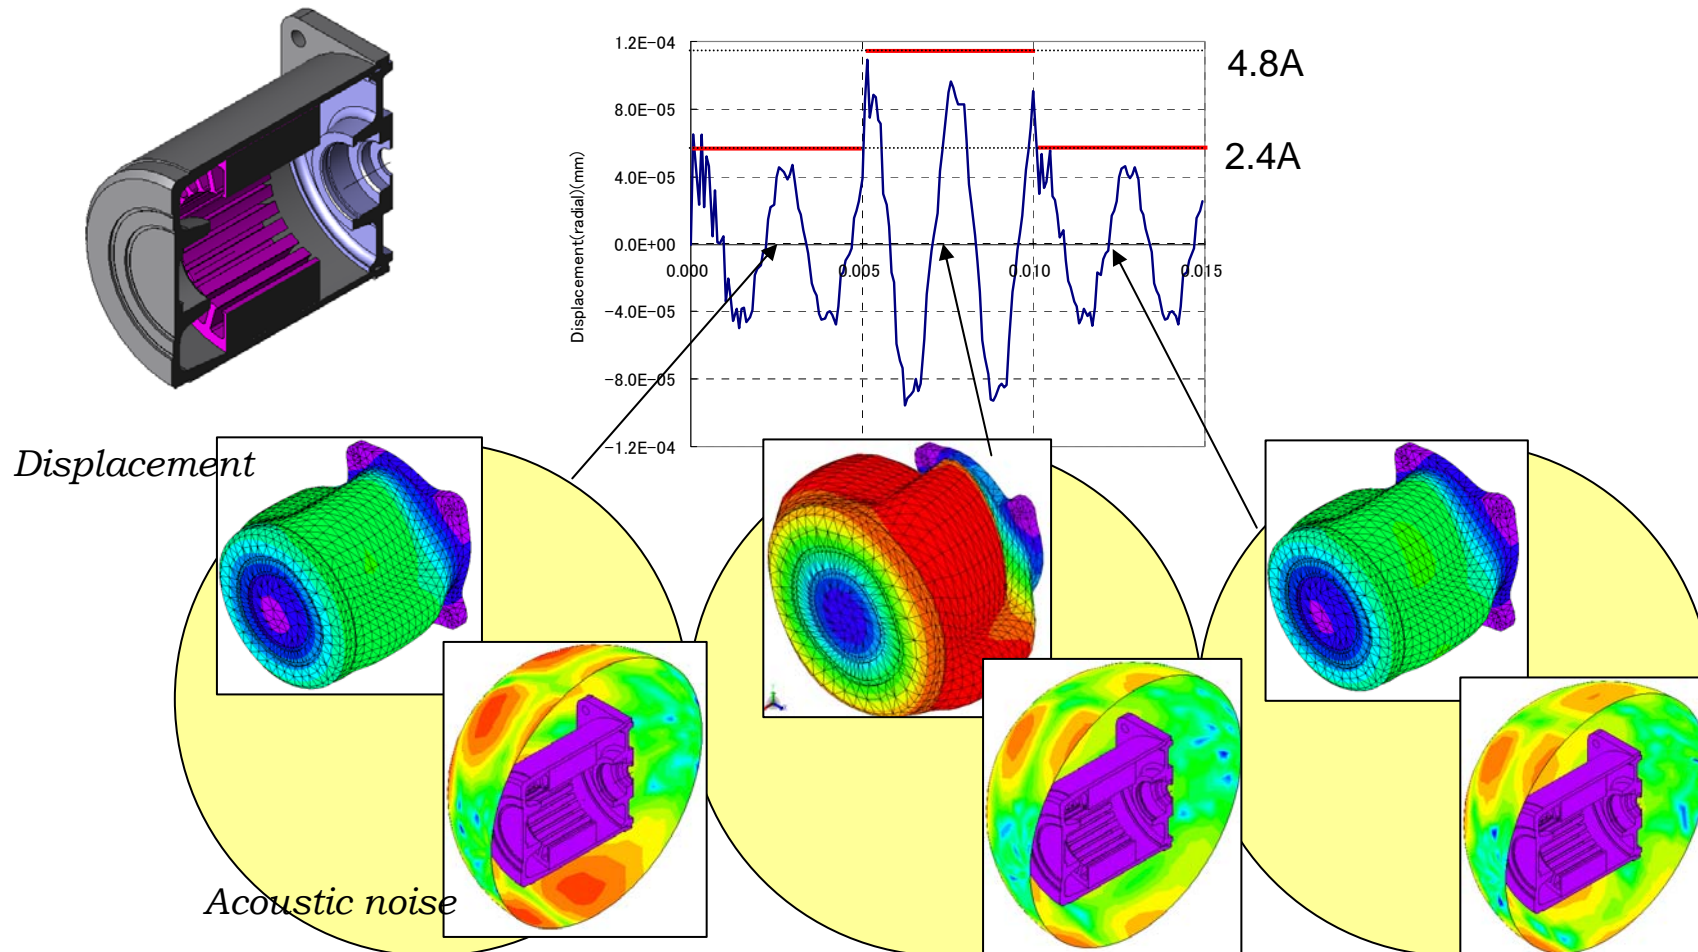 1.2E-04
8.0E-05
4.0E-05
0.0E+00
-4.0E-05
-8.0E-05
-1.2E-04
Displacement(radial)(mm)
0.000
0.005
0.010
0.015
4.8A
2.4A
Displacement
Acoustic noise